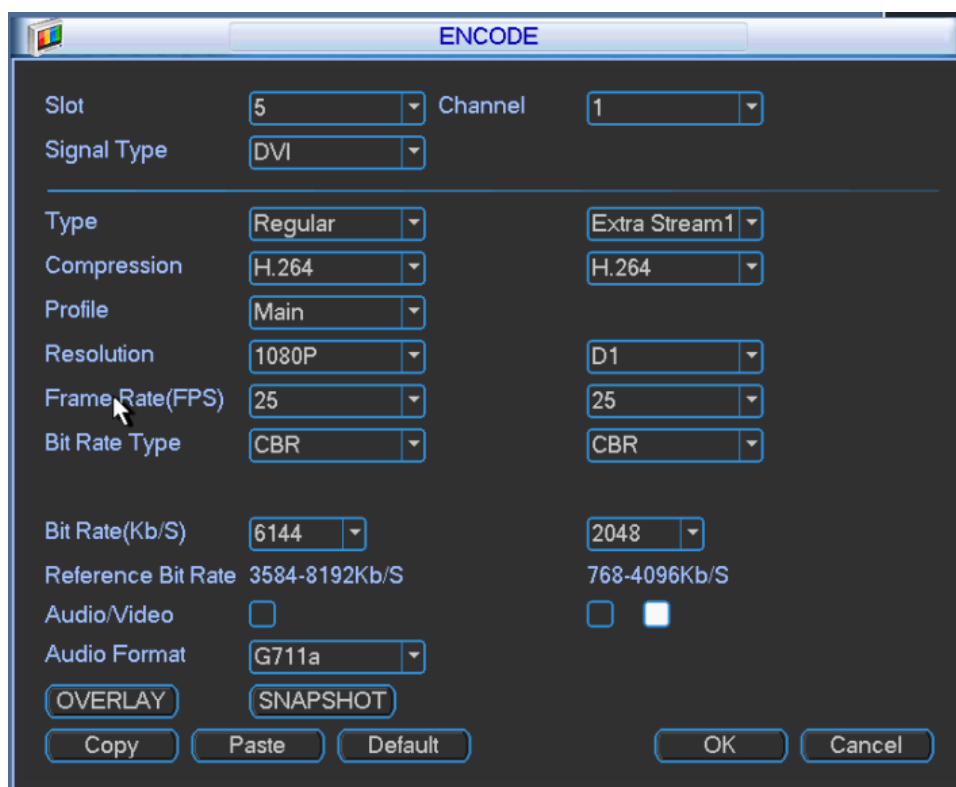 ENCODE
Slot 5 Channel 1
Signal Type DVI
Type Regular Extra Stream1
Compression H.264 H.264
Profile Main
Resolution 1080P D1
Frame Rate(FPS) 25 25
Bit Rate Type CBR CBR
Bit Rate(Kb/S) 6144 2048
Reference Bit Rate 3584-8192Kb/S 768-4096Kb/S
Audio/Video
Audio Format G711a
OVERLAY SNAPSHOT
Copy Paste Default OK Cancel